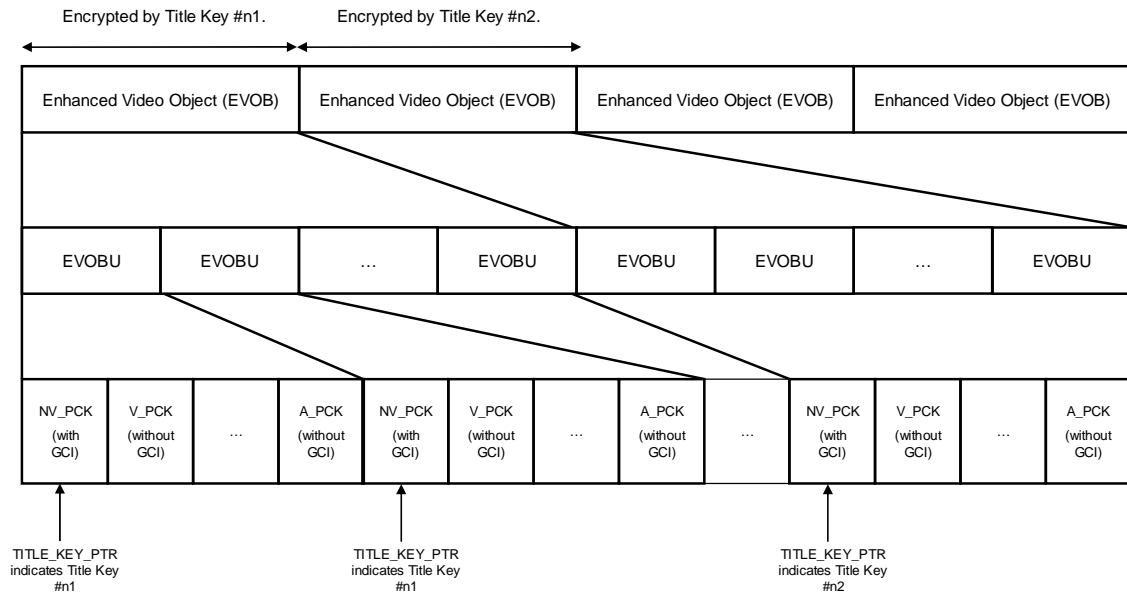 Encrypted by Title Key #n1.
Encrypted by Title Key #n2.
Enhanced Video Object (EVOB)
Enhanced Video Object (EVOB)
Enhanced Video Object (EVOB)
Enhanced Video Object (EVOB)
EVOBU
EVOBU
...
EVOBU
EVOBU
EVOBU
...
EVOBU
NV_PCK
(with
GCI)
V_PCK
(without
GCI)
...
A_PCK
(without
GCI)
NV_PCK
(with
GCI)
V_PCK
(without
GCI)
...
A_PCK
(without
GCI)
...
NV_PCK
(with
GCI)
V_PCK
(without
GCI)
...
A_PCK
(without
GCI)
TITLE_KEY_PTR
indicates Title Key
#n1
TITLE_KEY_PTR
indicates Title Key
#n1
TITLE_KEY_PTR
indicates Title Key
#n2